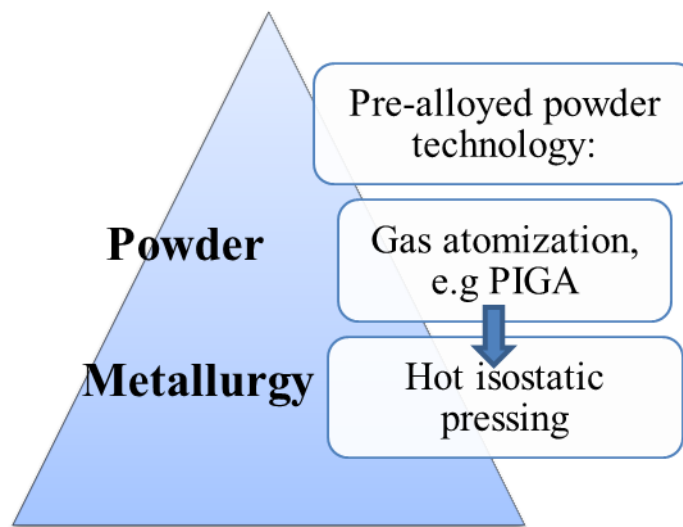 Pre-alloyed powder
technology:
Powder
Gas atomization,
e.g PIGA
Metallurgy
Hot isostatic
pressing